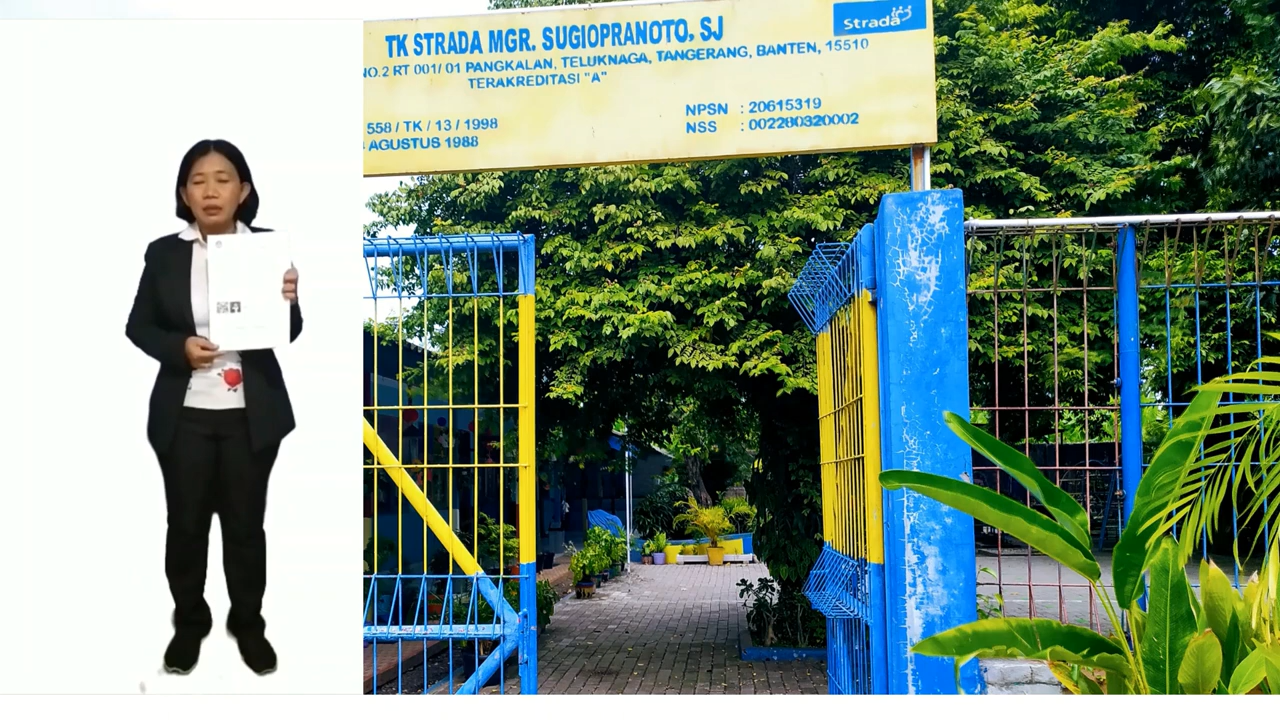 TK STRADA MGR. SUGIOPRANOTO, SJ
Strada
NO.2 RT 001/ 01 PANGKALAN, TELUKNAGA, TANGERANG, BANTEN, 15510
TERAKREDITASI "A"
558 / TK / 13 / 1998
AGUSTUS 1988
NPSN : 20615319
NSS : 002280320002